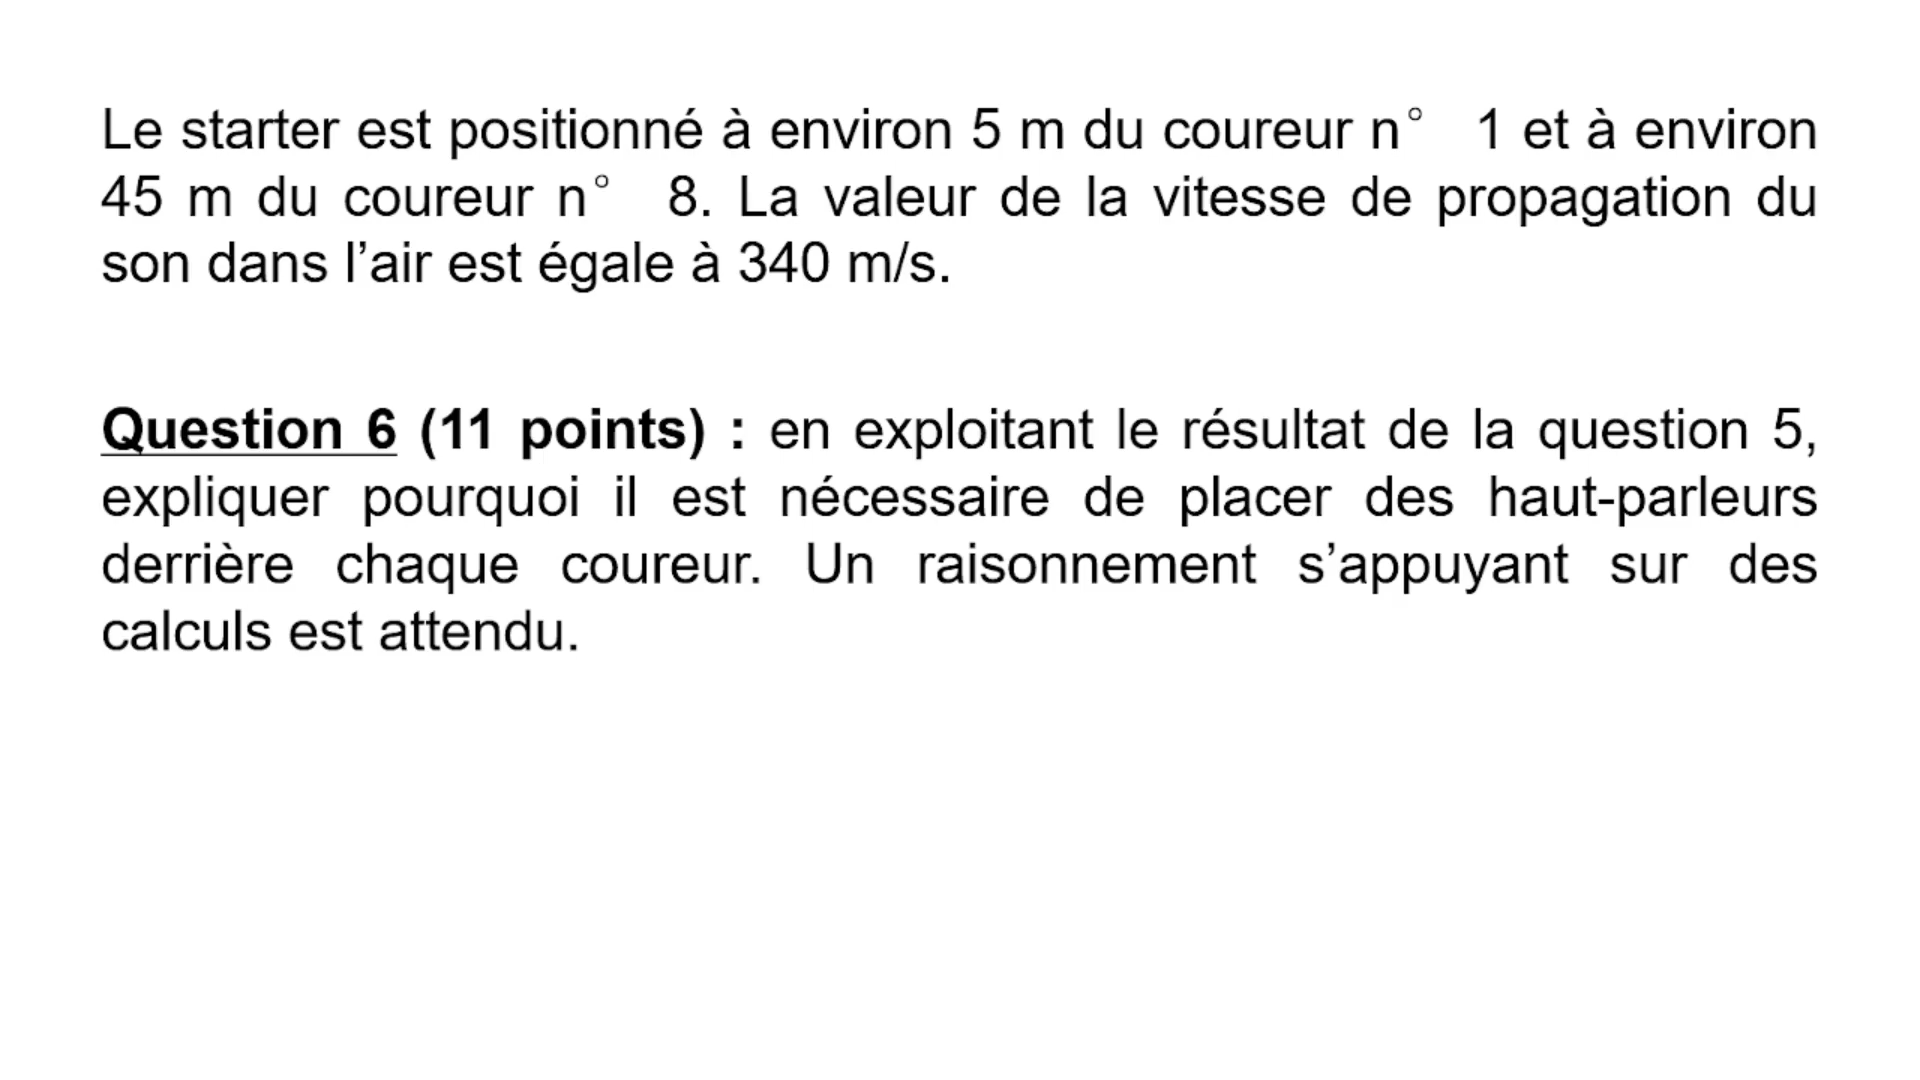 Le starter est positionné à environ 5 m du coureur n° 1 et à environ
45 m du coureur n° 8. La valeur de la vitesse de propagation du
son dans l’air est égale à 340 m/s.
Question 6 (11 points) : en exploitant le résultat de la question 5,
expliquer pourquoi il est nécessaire de placer des haut-parleurs
derrière chaque coureur. Un raisonnement s’appuyant sur des
calculs est attendu.